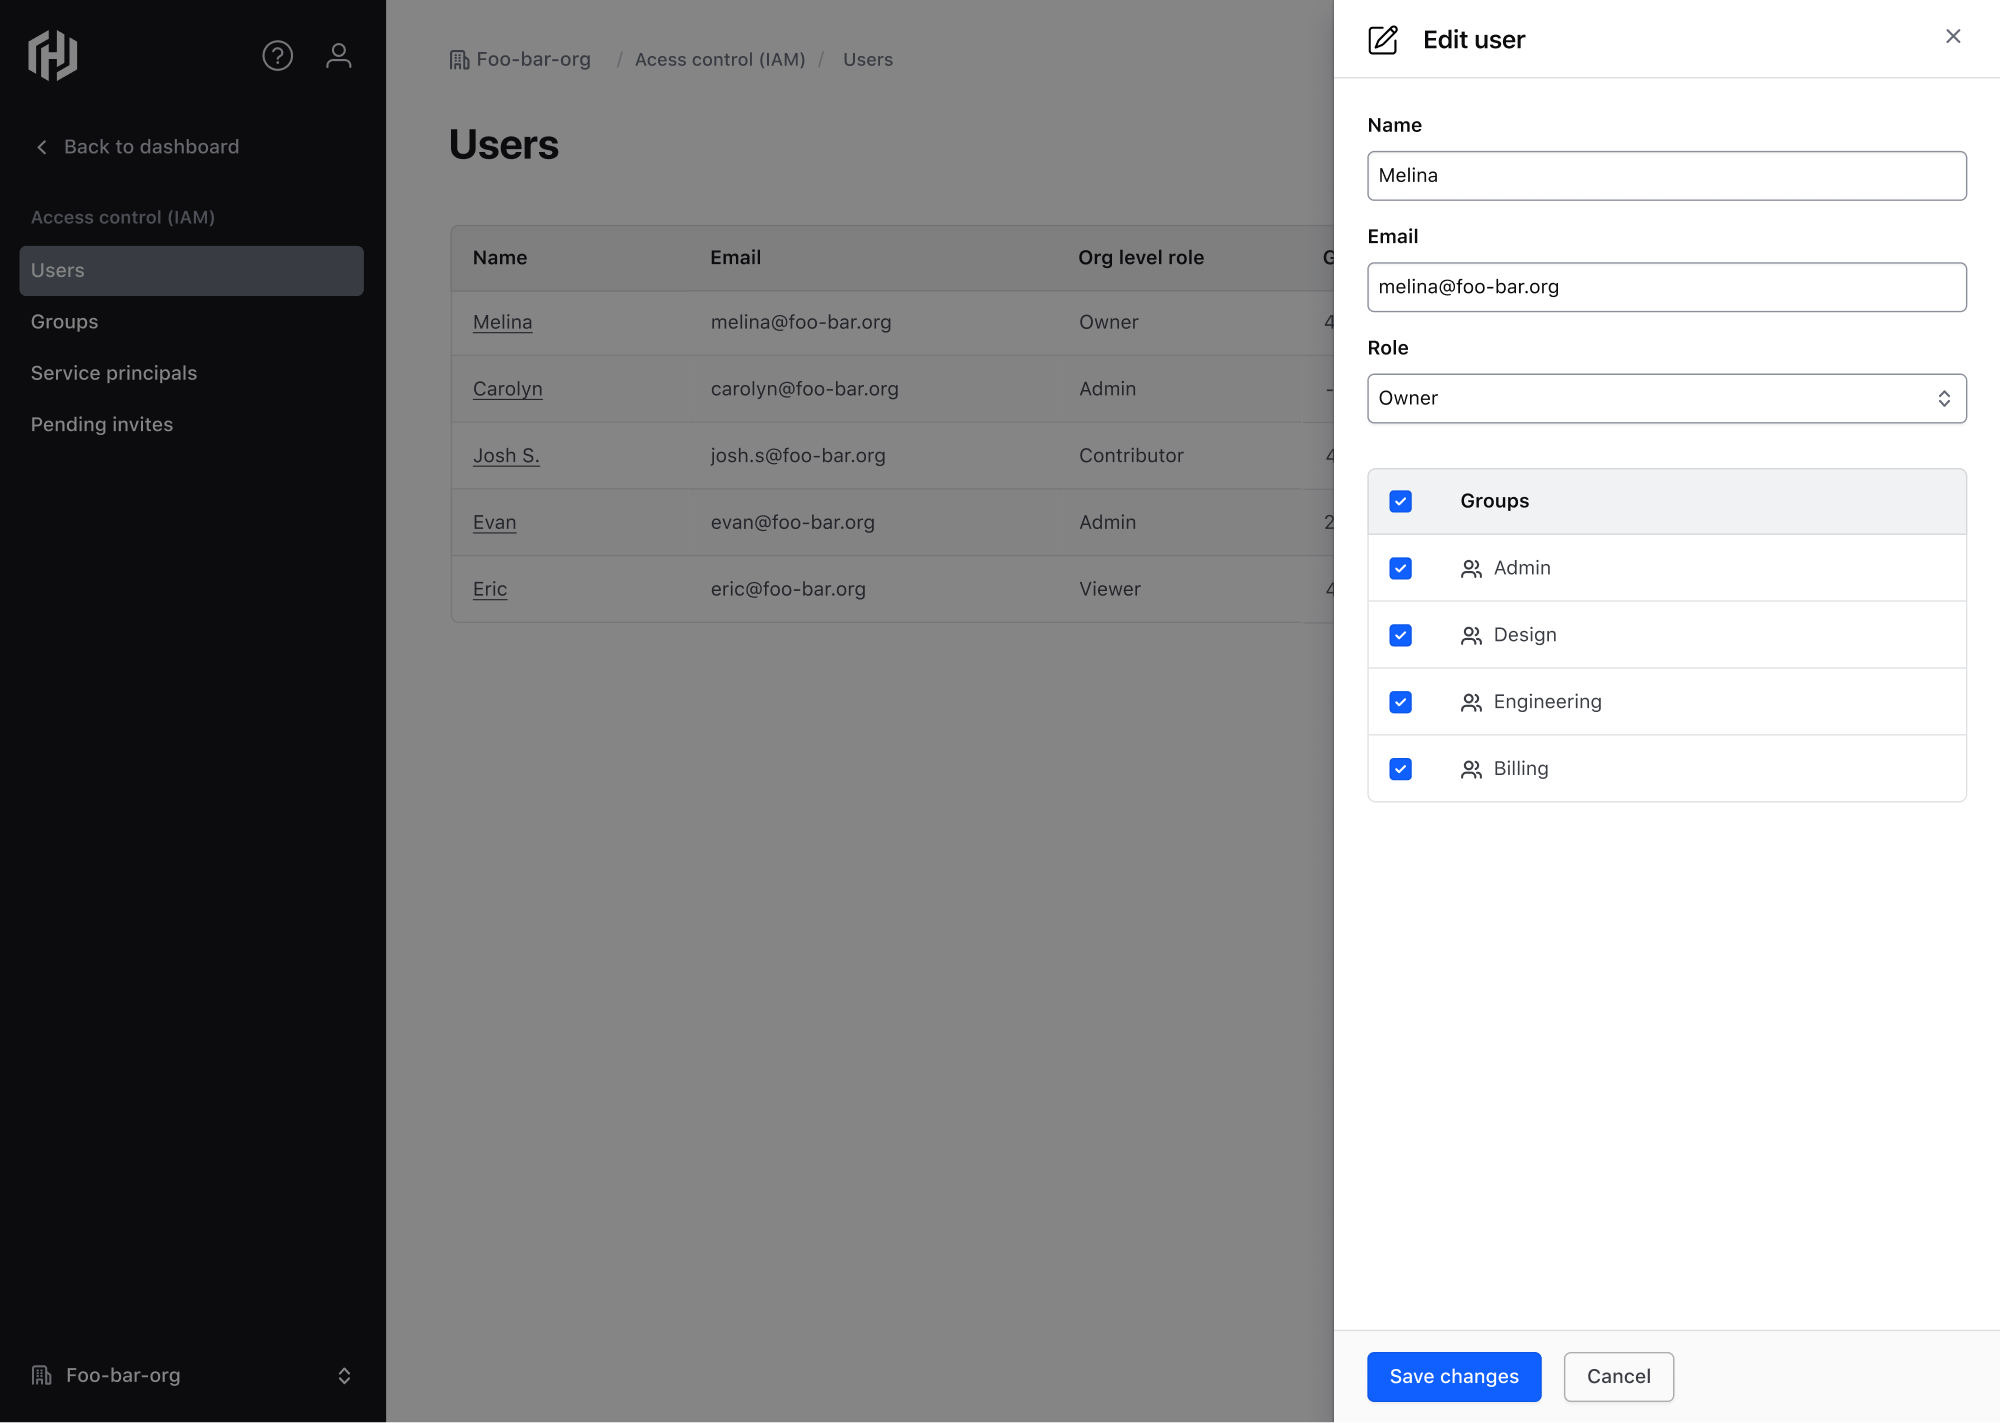 Back to dashboard
Access control (IAM)
Users
Groups
Service principals
Pending invites
Foo-bar-org
Foo-bar-org / Acess control (IAM) / Users
Users
Name Email Org level role G
Melina melina@foo-bar.org Owner 4
Carolyn carolyn@foo-bar.org Admin -
Josh S. josh.s@foo-bar.org Contributor 4
Evan evan@foo-bar.org Admin 2
Eric eric@foo-bar.org Viewer 4
Edit user
Name
Melina
Email
melina@foo-bar.org
Role
Owner
Groups
Admin
Design
Engineering
Billing
Save changes Cancel